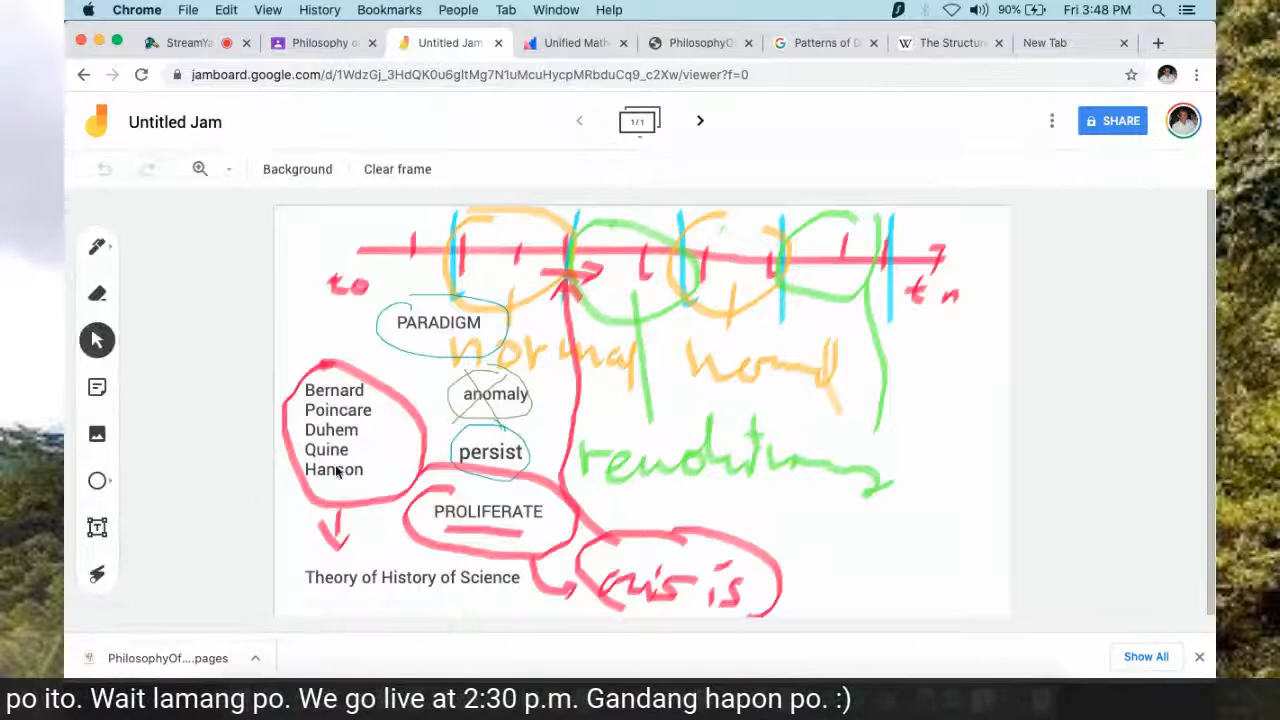 Chrome File Edit View History Bookmarks People Tab Window Help 90% Fri 3:48 PM
StreamYa Philosophy o Untitled Jam Unified Math PhilosophyO Patterns of D The Structur New Tab
jamboard.google.com/d/1WdzGj_3HdQK0u6gltMg7N1uMcuHycpMRbduCq9_c2Xw/viewer?f=0
Untitled Jam
1/1
SHARE
Background Clear frame
to
tn
PARADIGM
normal
Bernard
anomaly
Poincare
Duhem
Quine
persist
Hanson
PROLIFERATE
Theory of History of Science
crisis
PhilosophyOf....pages
Show All
po ito. Wait lamang po. We go live at 2:30 p.m. Gandang hapon po. :)